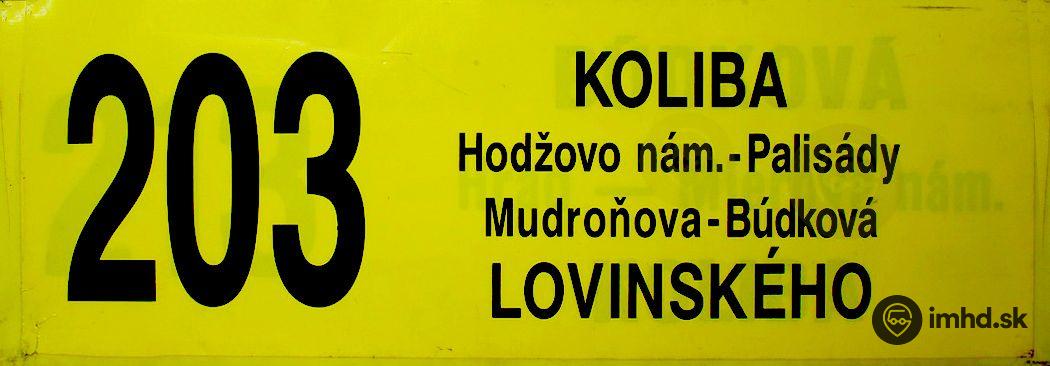 203
KOLIBA
Hodžovo nám.-Palisády
Mudroňova-Búdková
LOVINSKÉHO
imhd.sk